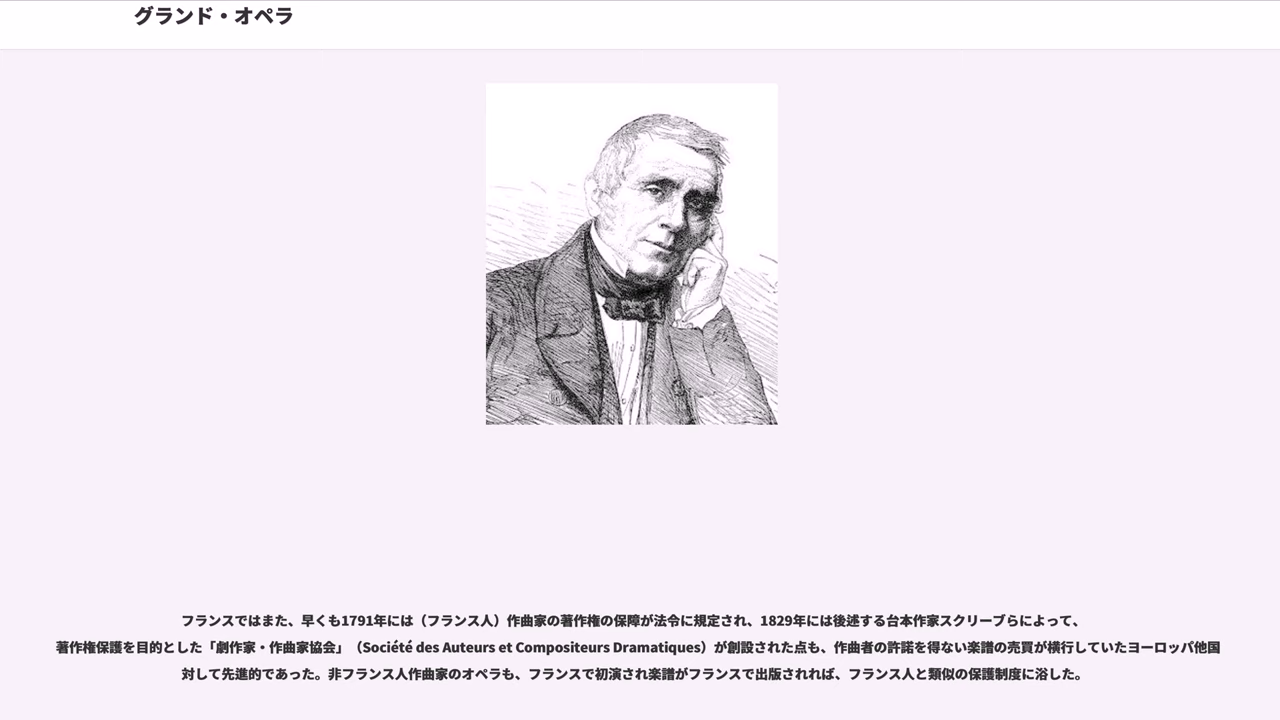 グランド・オペラ
フランスではまた、早くも1791年には（フランス人）作曲家の著作権の保障が法令に規定され、1829年には後述する台本作家スクリーブらによって、
著作権保護を目的とした「劇作家・作曲家協会」（Société des Auteurs et Compositeurs Dramatiques）が創設された点も、作曲者の許諾を得ない楽譜の売買が横行していたヨーロッパ他国
対して先進的であった。非フランス人作曲家のオペラも、フランスで初演され楽譜がフランスで出版されれば、フランス人と類似の保護制度に浴した。